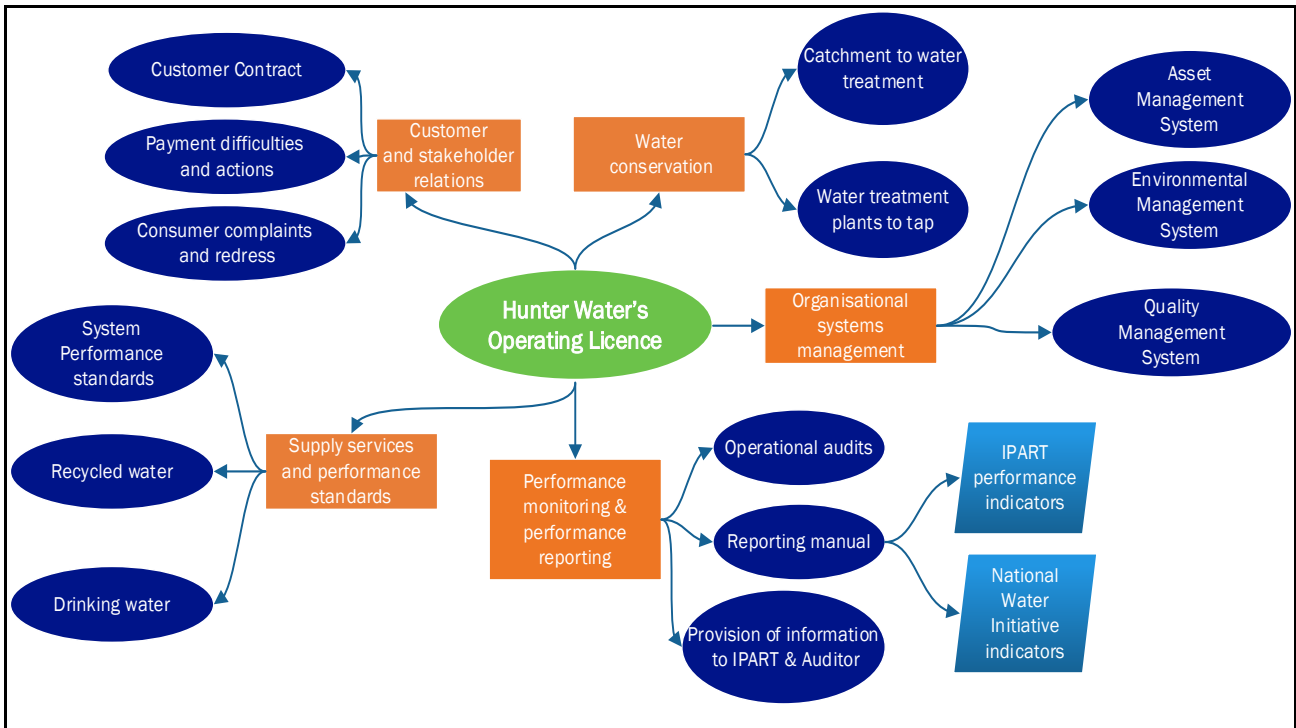 Customer Contract
Payment difficulties
and actions
Consumer complaints
and redress
Customer
and stakeholder
relations
Water
conservation
Catchment to water
treatment
Water treatment
plants to tap
Asset
Management
System
Environmental
Management
System
Quality
Management
System
Organisational
systems
management
Hunter Water's
Operating Licence
System
Performance
standards
Recycled water
Drinking water
Supply services
and performance
standards
Performance
monitoring &
performance
reporting
Operational audits
Reporting manual
Provision of information
to IPART & Auditor
IPART
performance
indicators
National
Water
Initiative
indicators